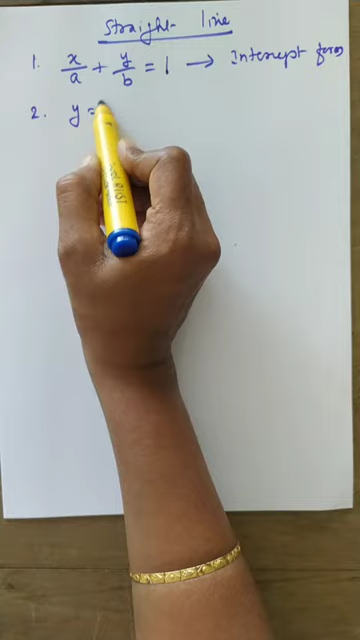 Straight line
1. x/a + y/b = 1 → Intercept form
2. y =